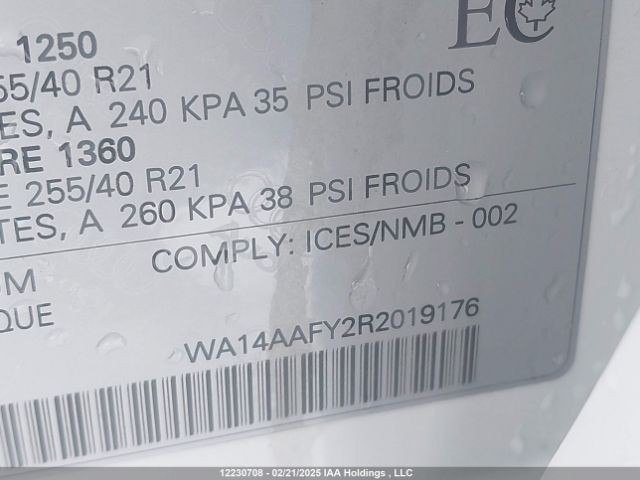 EC
1250
55/40 R21
ES, A 240 KPA 35 PSI FROIDS
RE 1360
E 255/40 R21
TES, A 260 KPA 38 PSI FROIDS
COMPLY: ICES/NMB - 002
QUE
WA14AAFY2R2019176
12230708 - 02/21/2025 IAA Holdings , LLC